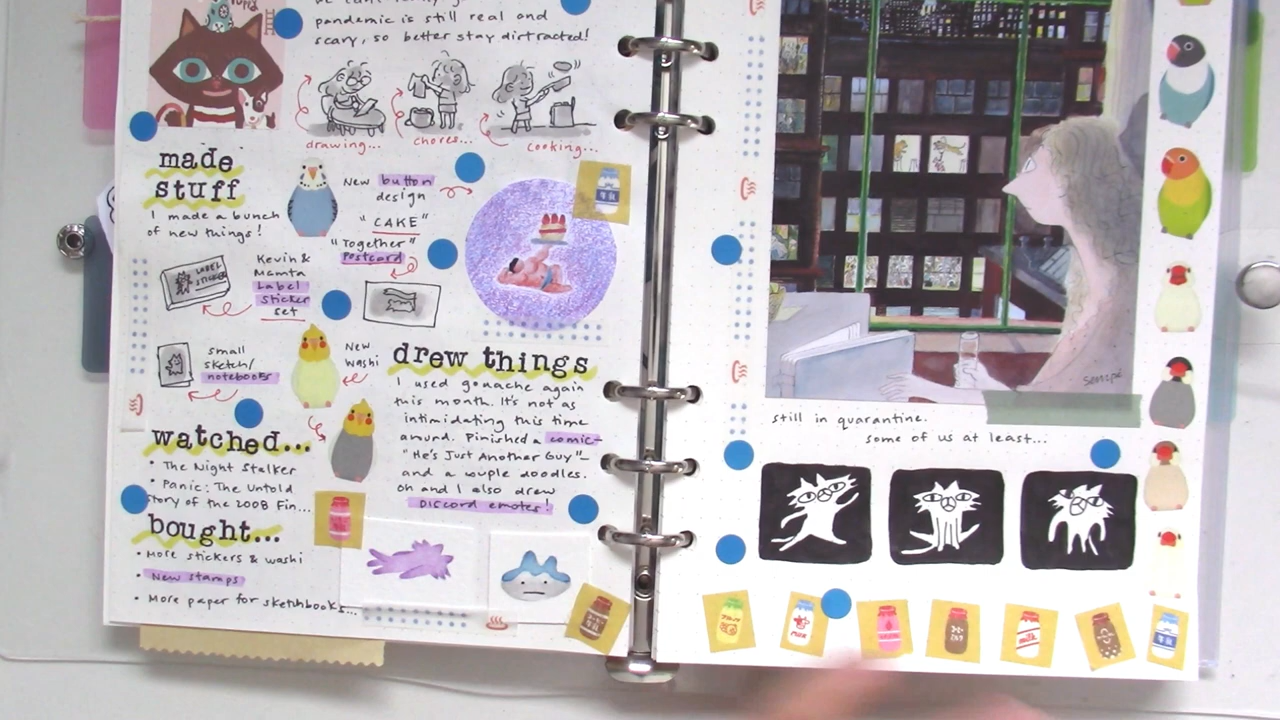 pandemic is still real and
scary, so better stay distracted!
drawing...
chores...
cooking...
made
stuff
I made a bunch
of new things!
New button
design
"CAKE"
"Together"
Postcard
Kevin &
Mamta
Label
sticker
set
LABEL
STICKER
small
sketch/
notebooks
New
washi
drew things
I used gouache again
this month. It's not as
intimidating this time
around. Finished a comic–
"He's Just Another Guy"–
and a couple doodles.
oh and I also drew
Discord emotes!
watched...
• The Night Stalker
• Panic: The Untold
Story of the 2008 Fin...
bought...
• More stickers & washi
• New stamps
• More paper for sketchbooks...
sempé
still in quarantine.
some of us at least...
milk